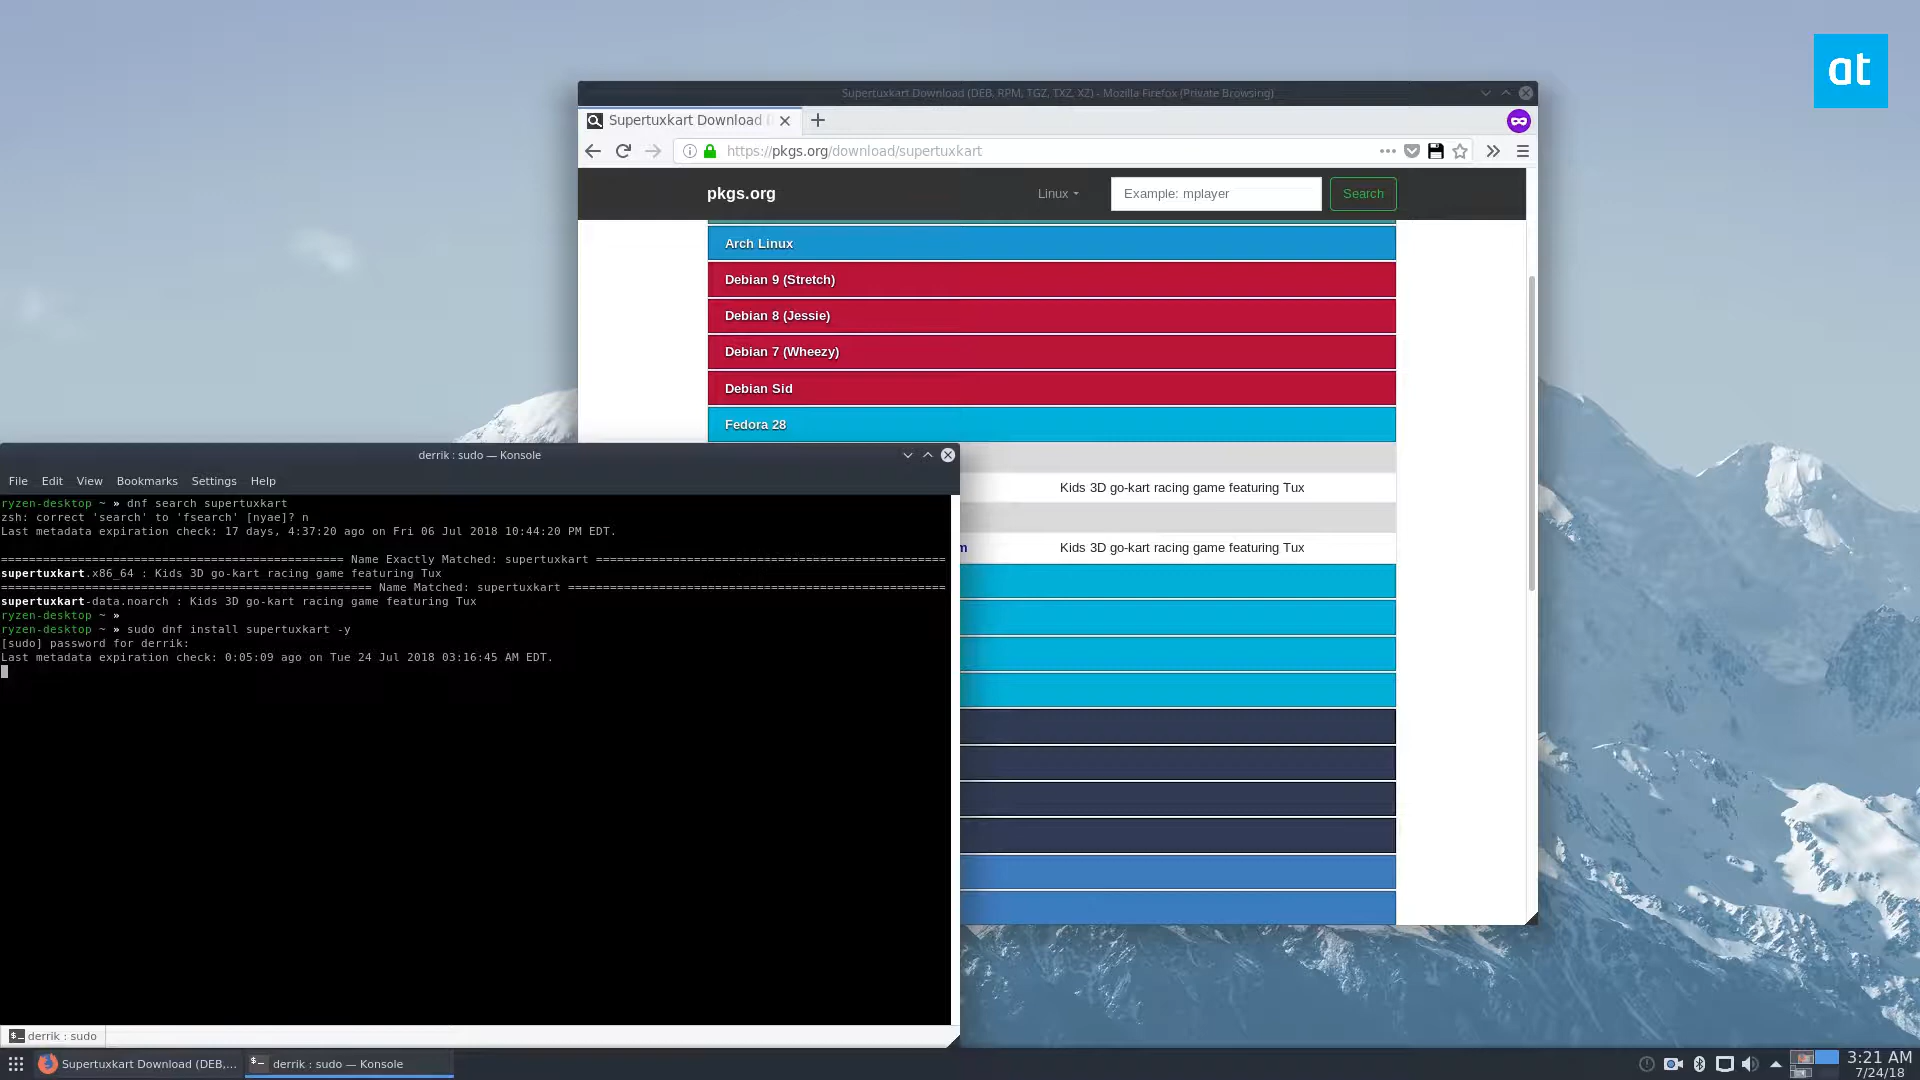 at
Supertuxkart Download (DEB, RPM, TGZ, TXZ, XZ) - Mozilla Firefox (Private Browsing)
Supertuxkart Download
https://pkgs.org/download/supertuxkart
pkgs.org
Linux
Example: mplayer
Search
Arch Linux
Debian 9 (Stretch)
Debian 8 (Jessie)
Debian 7 (Wheezy)
Debian Sid
Fedora 28
Kids 3D go-kart racing game featuring Tux
m Kids 3D go-kart racing game featuring Tux
derrik : sudo — Konsole
File Edit View Bookmarks Settings Help
ryzen-desktop ~ » dnf search supertuxkart
zsh: correct 'search' to 'fsearch' [nyae]? n
Last metadata expiration check: 17 days, 4:37:20 ago on Fri 06 Jul 2018 10:44:20 PM EDT.
================================================= Name Exactly Matched: supertuxkart ==================================================
supertuxkart.x86_64 : Kids 3D go-kart racing game featuring Tux
===================================================== Name Matched: supertuxkart ======================================================
supertuxkart-data.noarch : Kids 3D go-kart racing game featuring Tux
ryzen-desktop ~ »
ryzen-desktop ~ » sudo dnf install supertuxkart -y
[sudo] password for derrik:
Last metadata expiration check: 0:05:09 ago on Tue 24 Jul 2018 03:16:45 AM EDT.
derrik : sudo
Supertuxkart Download (DEB,...
derrik : sudo — Konsole
3:21 AM
7/24/18